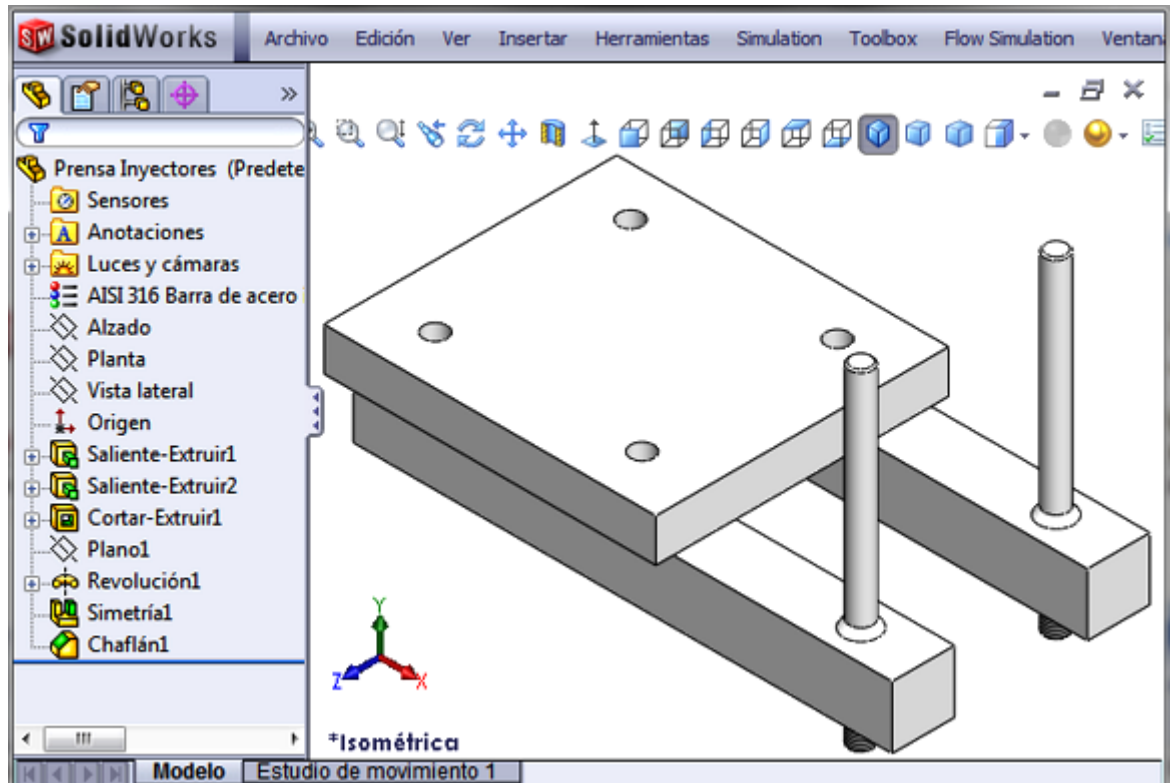 SolidWorks Archivo Edición Ver Insertar Herramientas Simulation Toolbox Flow Simulation
Prensa Inyectores (Predete
Sensores
A Anotaciones
Luces y cámaras
AISI 316 Barra de acero
Alzado
Planta
Vista lateral
Origen
Saliente-Extruir1
Saliente-Extruir2
Cortar-Extruir1
Plano1
Revolución1
Simetría1
Chaflán1
Y
Z X
*Isométrica
Modelo Estudio de movimiento 1